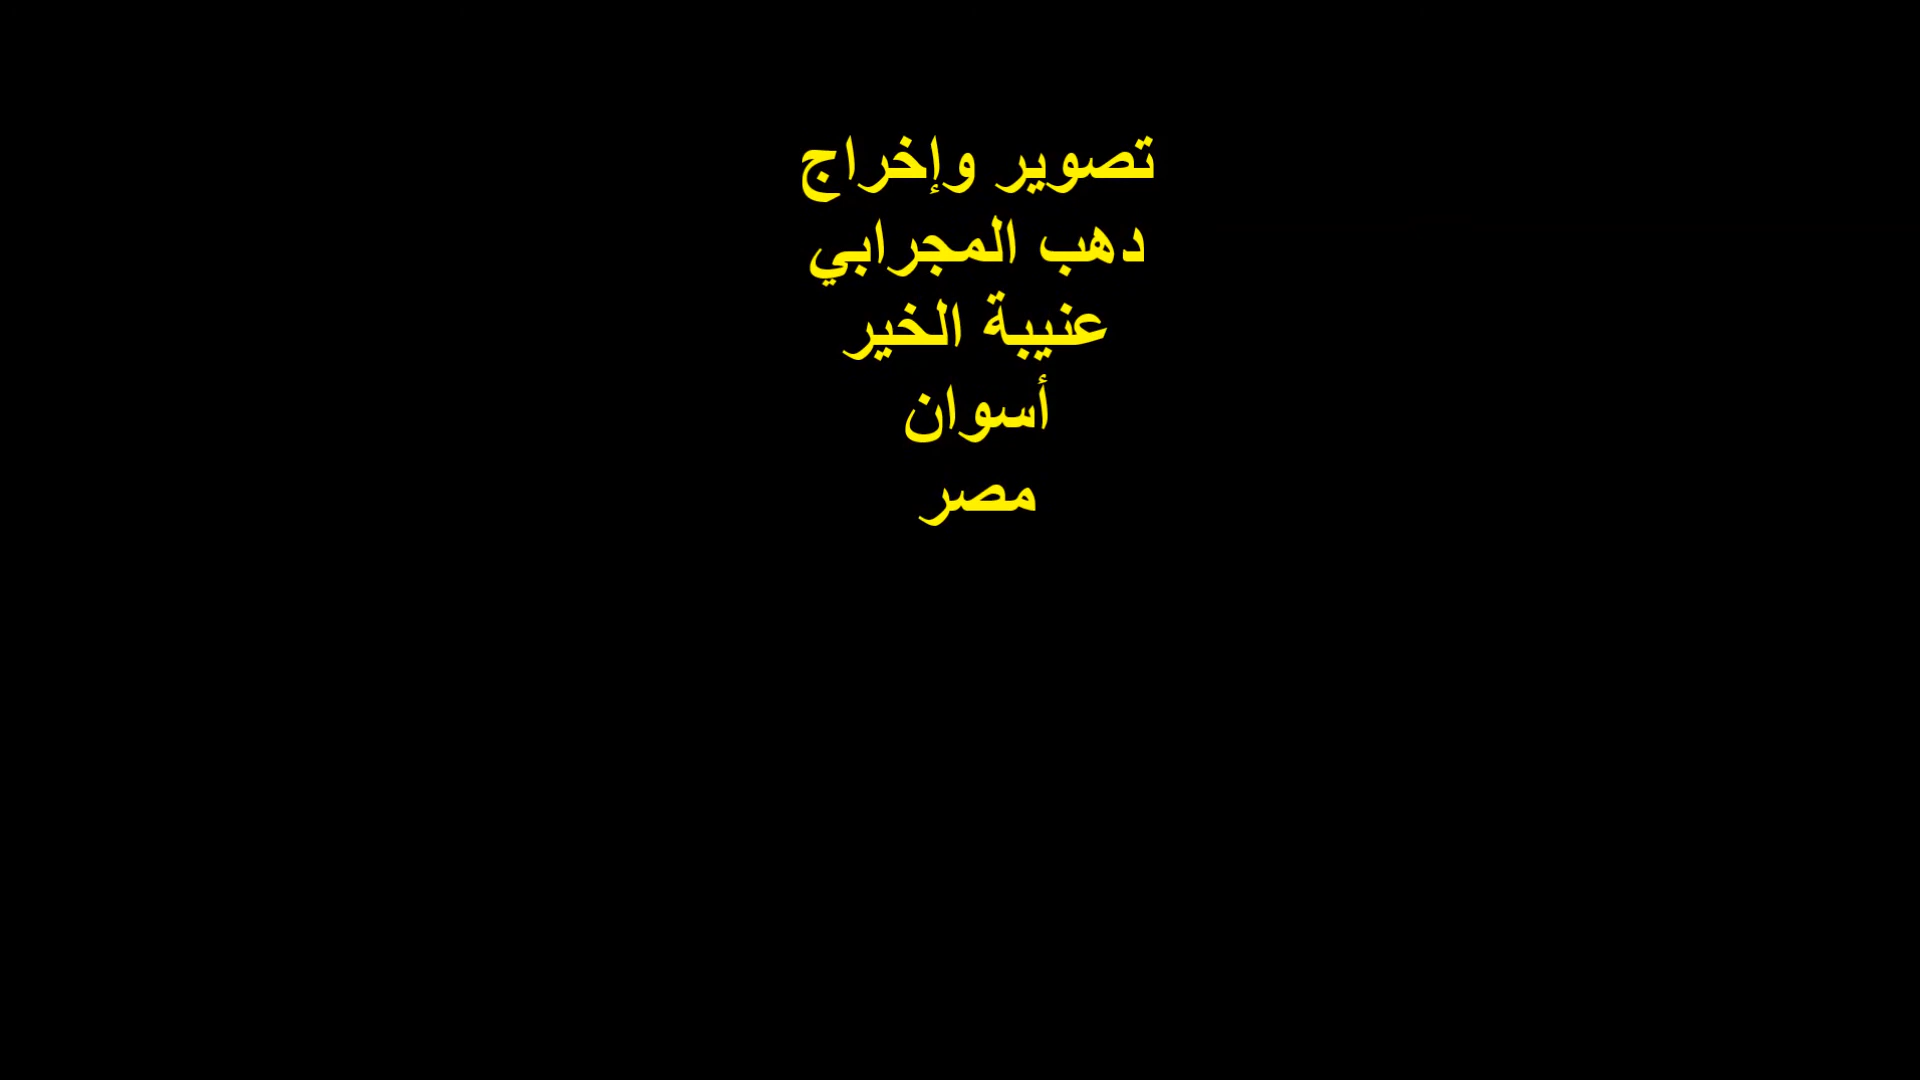 تصوير وإخراج
دهب المجرابي
عنيبة الخير
أسوان
مصر